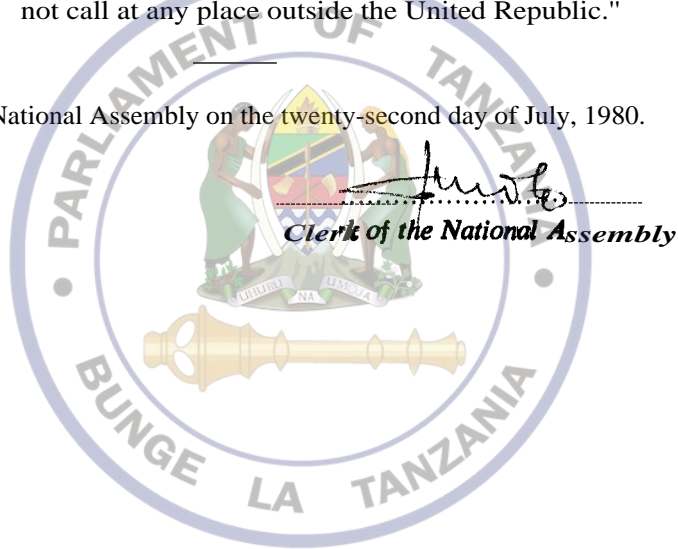 not call at any place outside the United Republic."
National Assembly on the twenty-second day of July, 1980.
Clerk of the National Assembly
PARLIAMENT OF TANZANIA
UHURU NA UMOJA
BUNGE LA TANZANIA